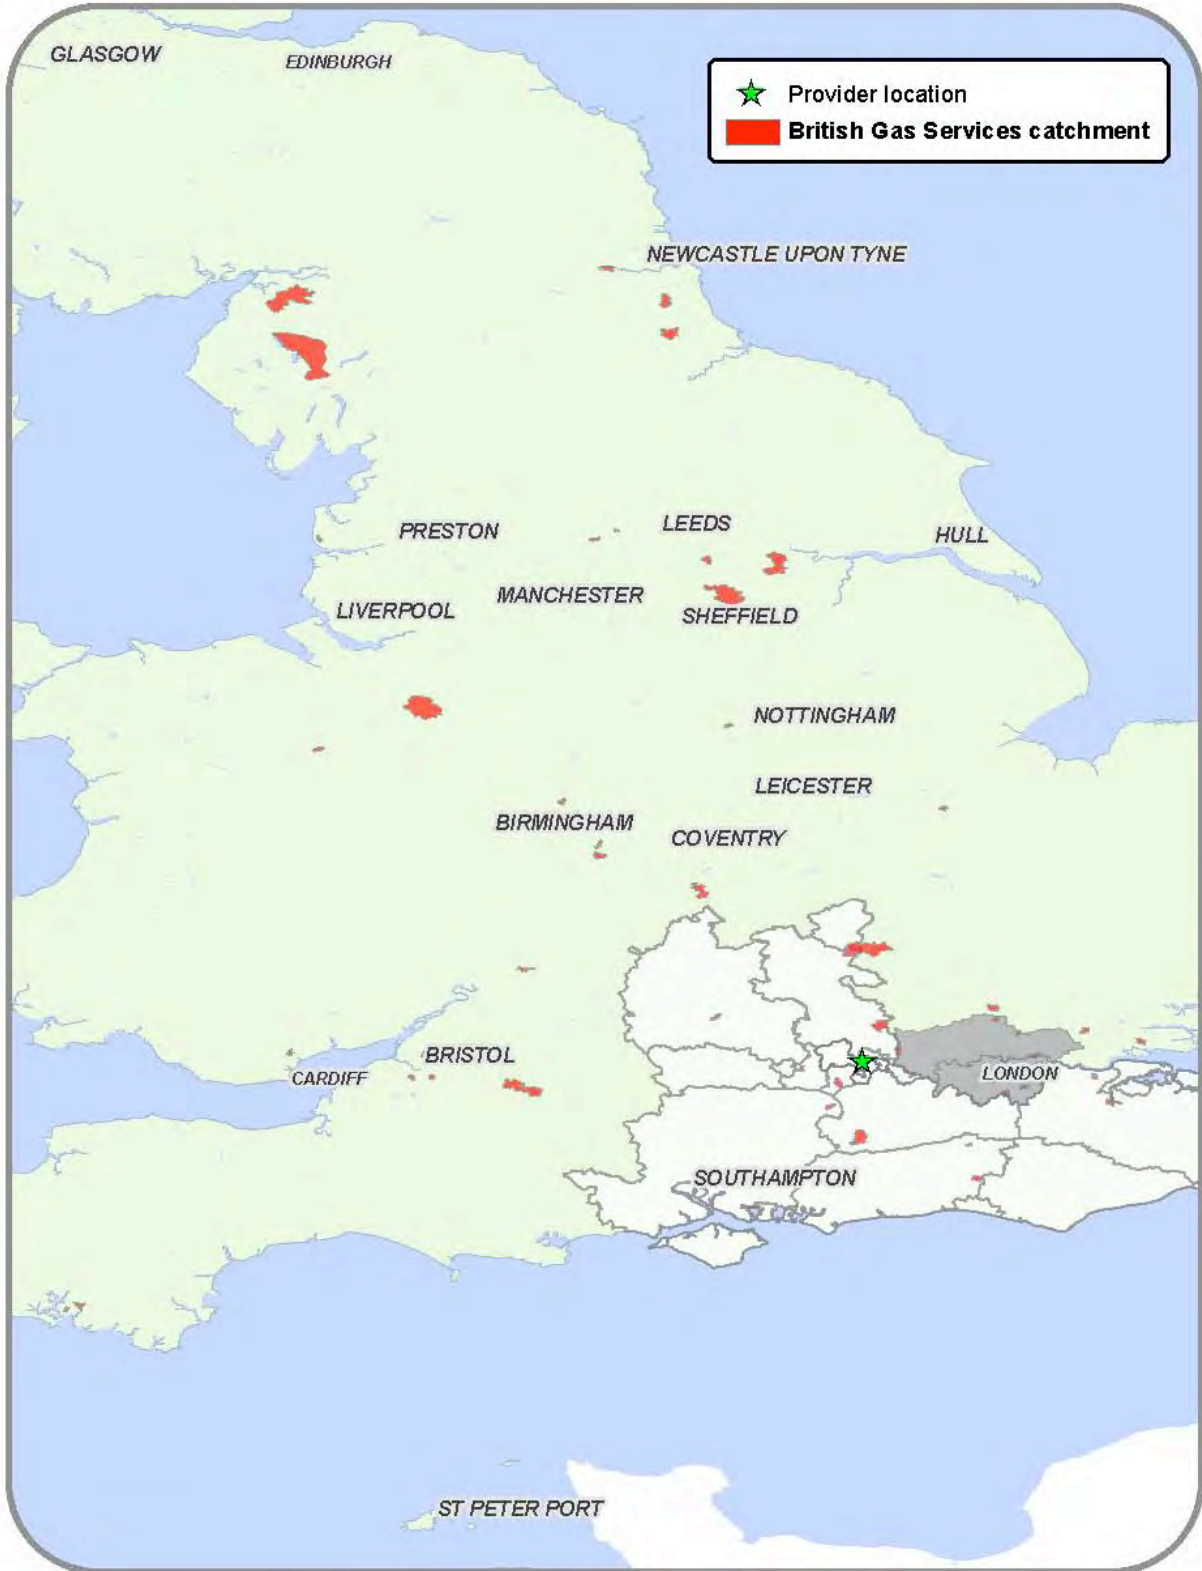 GLASGOW
EDINBURGH
Provider location
British Gas Services catchment
NEWCASTLE UPON TYNE
PRESTON
LEEDS
HULL
MANCHESTER
LIVERPOOL
SHEFFIELD
NOTTINGHAM
LEICESTER
BIRMINGHAM
COVENTRY
BRISTOL
CARDIFF
LONDON
SOUTHAMPTON
ST PETER PORT